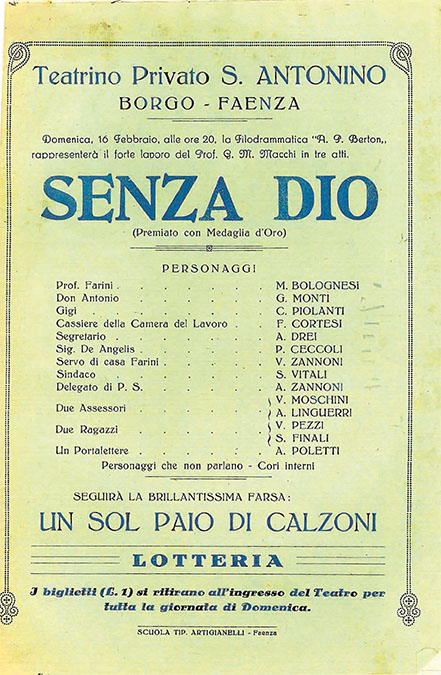 Teatrino Privato S. ANTONINO
BORGO - FAENZA
Domenica, 16 Febbraio, alle ore 20, la Filodrammatica "A. P. Berton„
rappresenterà il forte lavoro del Prof. G. M. Macchi in tre atti.
SENZA DIO
(Premiato con Medaglia d'Oro)
PERSONAGGI
Prof. Farini . . . . . . . M. BOLOGNESI
Don Antonio . . . . . . G. MONTI
Gigi . . . . . . . . C. PIOLANTI
Cassiere della Camera del Lavoro . . F. CORTESI
Segretario . . . . . . . A. DREI
Sig. De Angelis . . . . . . P. CECCOLI
Servo di casa Farini . . . . . V. ZANNONI
Sindaco . . . . . . . S. VITALI
Delegato di P. S. . . . . . A. ZANNONI
Due Assessori . . . . . . V. MOSCHINI
A. LINGUERRI
Due Ragazzi . . . . . . V. PEZZI
S. FINALI
Un Portalettere . . . . . . A. POLETTI
Personaggi che non parlano - Cori interni
SEGUIRÀ LA BRILLANTISSIMA FARSA:
UN SOL PAIO DI CALZONI
LOTTERIA
I biglietti (L. 1) si ritirano all'ingresso del Teatro per
tutta la giornata di Domenica.
SCUOLA TIP. ARTIGIANELLI - Faenza